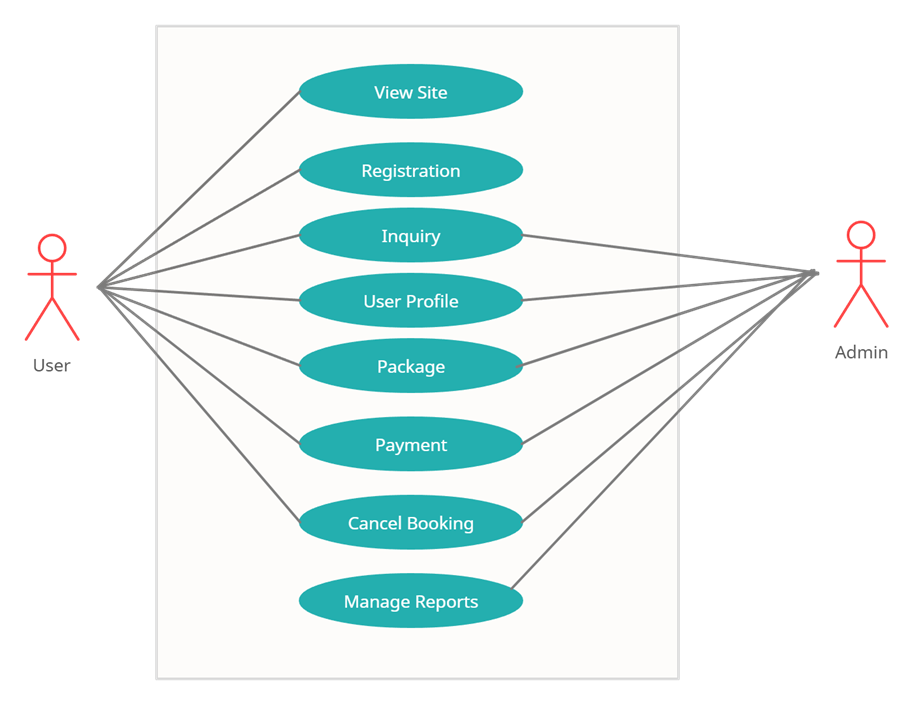 View Site
Registration
Inquiry
User Profile
Package
Payment
Cancel Booking
Manage Reports
User
Admin